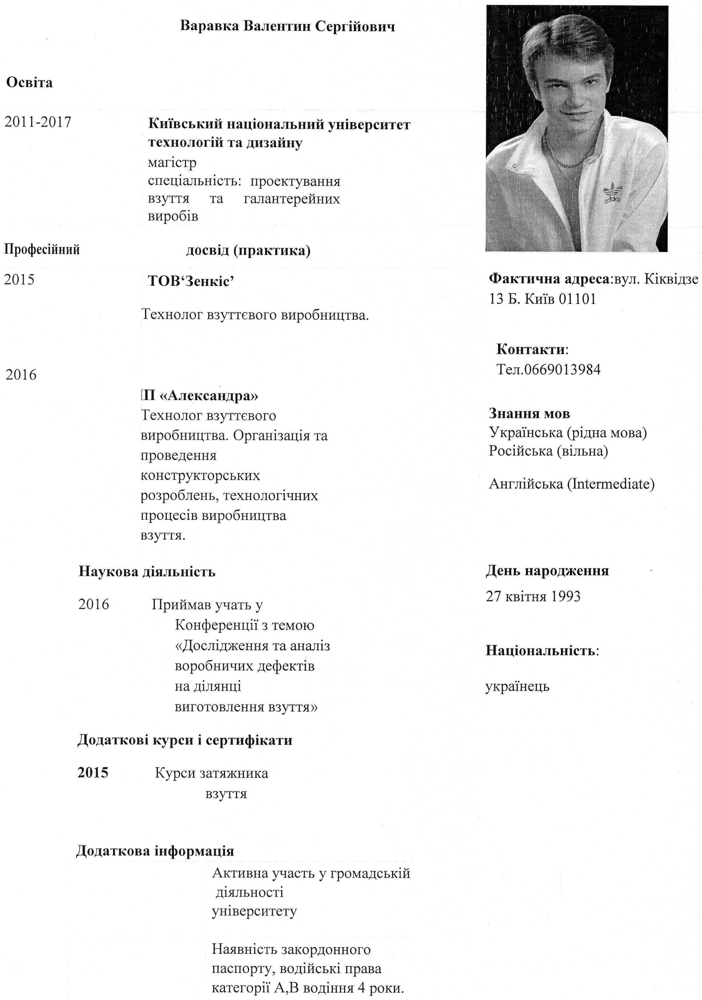 Варавка Валентин Сергійович
Освіта
2011-2017
Київський національний університет
технологій та дизайну
магістр
спеціальність: проектування
взуття та галантерейних
виробів
adidas
Професійний досвід (практика)
2015
ТОВ‘Зенкіс’
Технолог взуттєвого виробництва.
2016
П «Александра»
Технолог взуттєвого
виробництва. Організація та
проведення
конструкторських
розроблень, технологічних
процесів виробництва
взуття.
Фактична адреса:вул. Кіквідзе
13 Б. Київ 01101
Контакти:
Тел.0669013984
Знання мов
Українська (рідна мова)
Російська (вільна)
Англійська (Intermediate)
Наукова діяльність
2016 Приймав учать у
Конференції з темою
«Дослідження та аналіз
воробничих дефектів
на ділянці
виготовлення взуття»
День народження
27 квітня 1993
Національність:
українець
Додаткові курси і сертифікати
2015 Курси затяжника
взуття
Додаткова інформація
Активна участь у громадській
діяльності
університету
Наявність закордонного
паспорту, водійські права
категорії А,В водіння 4 роки.